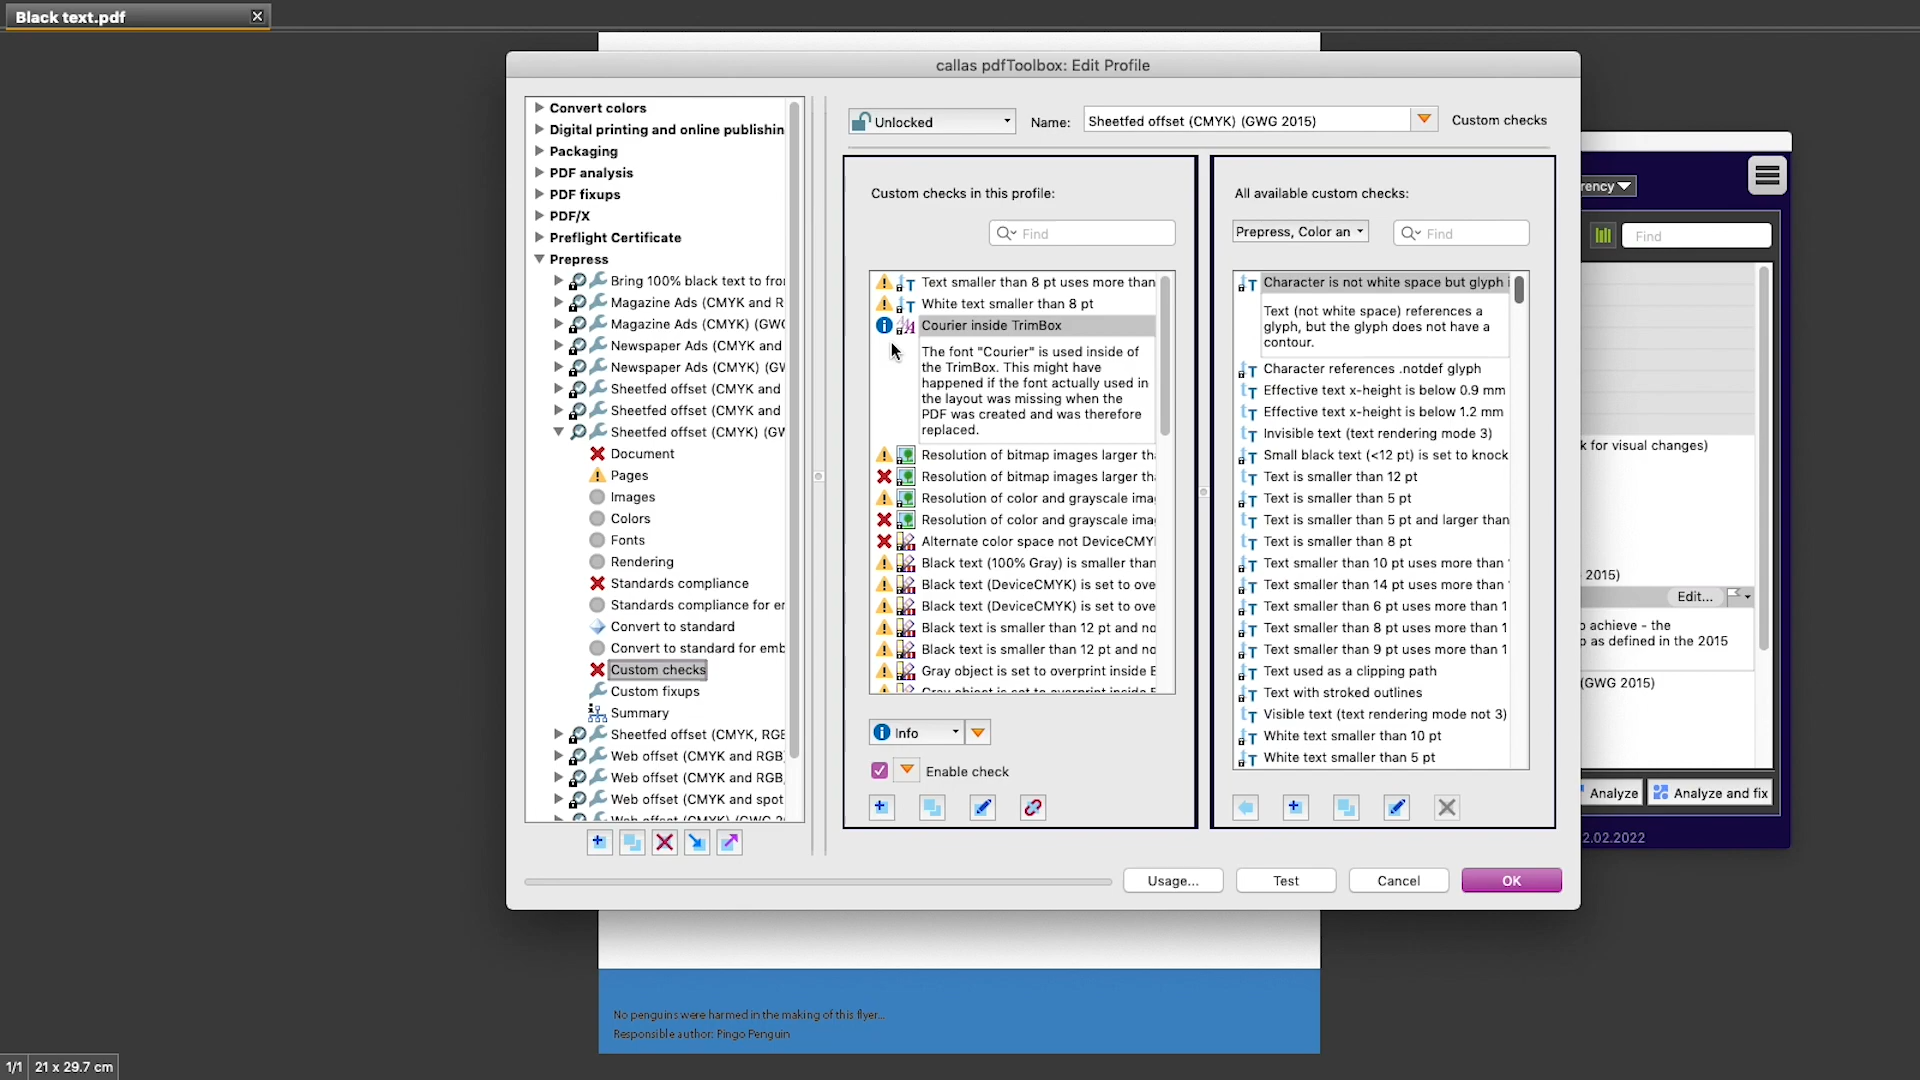 Black text.pdf
callas pdfToolbox: Edit Profile
Convert colors
Digital printing and online publishin
Packaging
PDF analysis
PDF fixups
PDF/X
Preflight Certificate
Prepress
Bring 100% black text to fro
Magazine Ads (CMYK and R
Magazine Ads (CMYK) (GW
Newspaper Ads (CMYK and
Newspaper Ads (CMYK) (GW
Sheetfed offset (CMYK and
Sheetfed offset (CMYK and
Sheetfed offset (CMYK) (GW
Document
Pages
Images
Colors
Fonts
Rendering
Standards compliance
Standards compliance for er
Convert to standard
Convert to standard for emb
Custom checks
Custom fixups
Summary
Sheetfed offset (CMYK, RGE
Web offset (CMYK and RGB
Web offset (CMYK and RGB,
Web offset (CMYK and spot
Web offset (CMYK) (GWG 2
Unlocked
Name:
Sheetfed offset (CMYK) (GWG 2015)
Custom checks
Custom checks in this profile:
Find
Text smaller than 8 pt uses more than
White text smaller than 8 pt
Courier inside TrimBox
The font "Courier" is used inside of
the TrimBox. This might have
happened if the font actually used in
the layout was missing when the
PDF was created and was therefore
replaced.
Resolution of bitmap images larger th
Resolution of bitmap images larger th
Resolution of color and grayscale ima
Resolution of color and grayscale ima
Alternate color space not DeviceCMY
Black text (100% Gray) is smaller than
Black text (DeviceCMYK) is set to ove
Black text (DeviceCMYK) is set to ove
Black text is smaller than 12 pt and no
Black text is smaller than 12 pt and no
Gray object is set to overprint inside E
Gray object is set to overprint inside E
Info
Enable check
All available custom checks:
Prepress, Color an
Find
Character is not white space but glyph i
Text (not white space) references a
glyph, but the glyph does not have a
contour.
Character references .notdef glyph
Effective text x-height is below 0.9 mm
Effective text x-height is below 1.2 mm
Invisible text (text rendering mode 3)
Small black text (<12 pt) is set to knock
Text is smaller than 12 pt
Text is smaller than 5 pt
Text is smaller than 5 pt and larger than
Text is smaller than 8 pt
Text smaller than 10 pt uses more than
Text smaller than 14 pt uses more than
Text smaller than 6 pt uses more than 1
Text smaller than 8 pt uses more than 1
Text smaller than 9 pt uses more than 1
Text used as a clipping path
Text with stroked outlines
Visible text (text rendering mode not 3)
White text smaller than 10 pt
White text smaller than 5 pt
Usage...
Test
Cancel
OK
rency
Find
k for visual changes)
2015)
Edit...
o achieve - the
o as defined in the 2015
(GWG 2015)
Analyze
Analyze and fix
2.02.2022
No penguins were harmed in the making of this flyer...
Responsible author: Pingo Penguin
1/1
21 x 29.7 cm